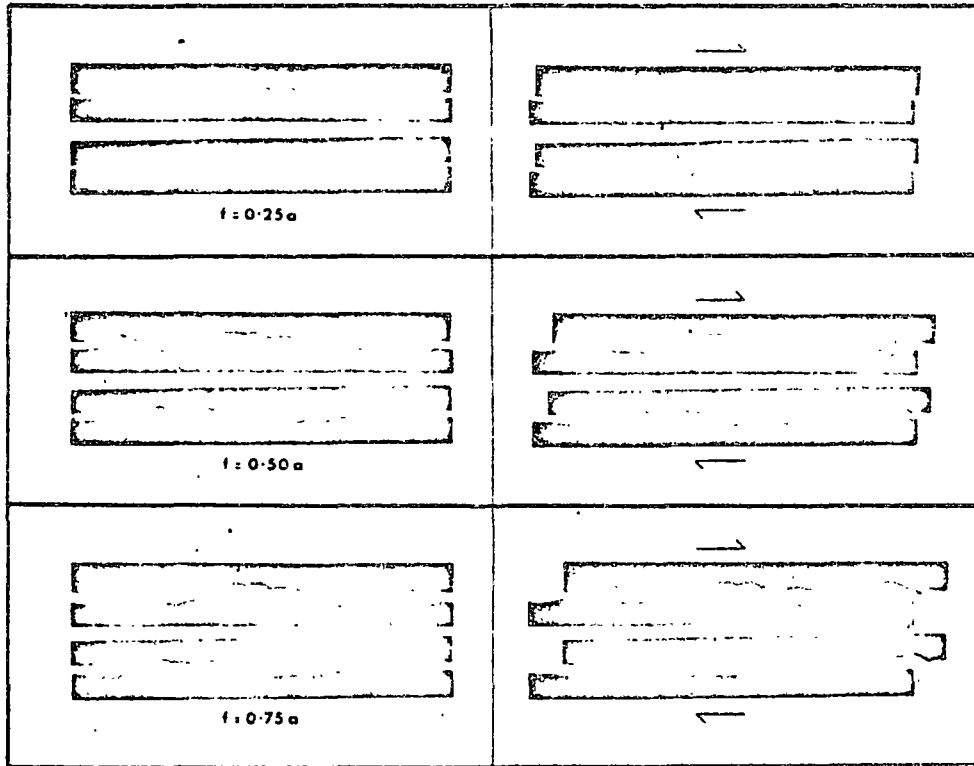 f = 0·25a
f = 0·50a
f = 0·75a